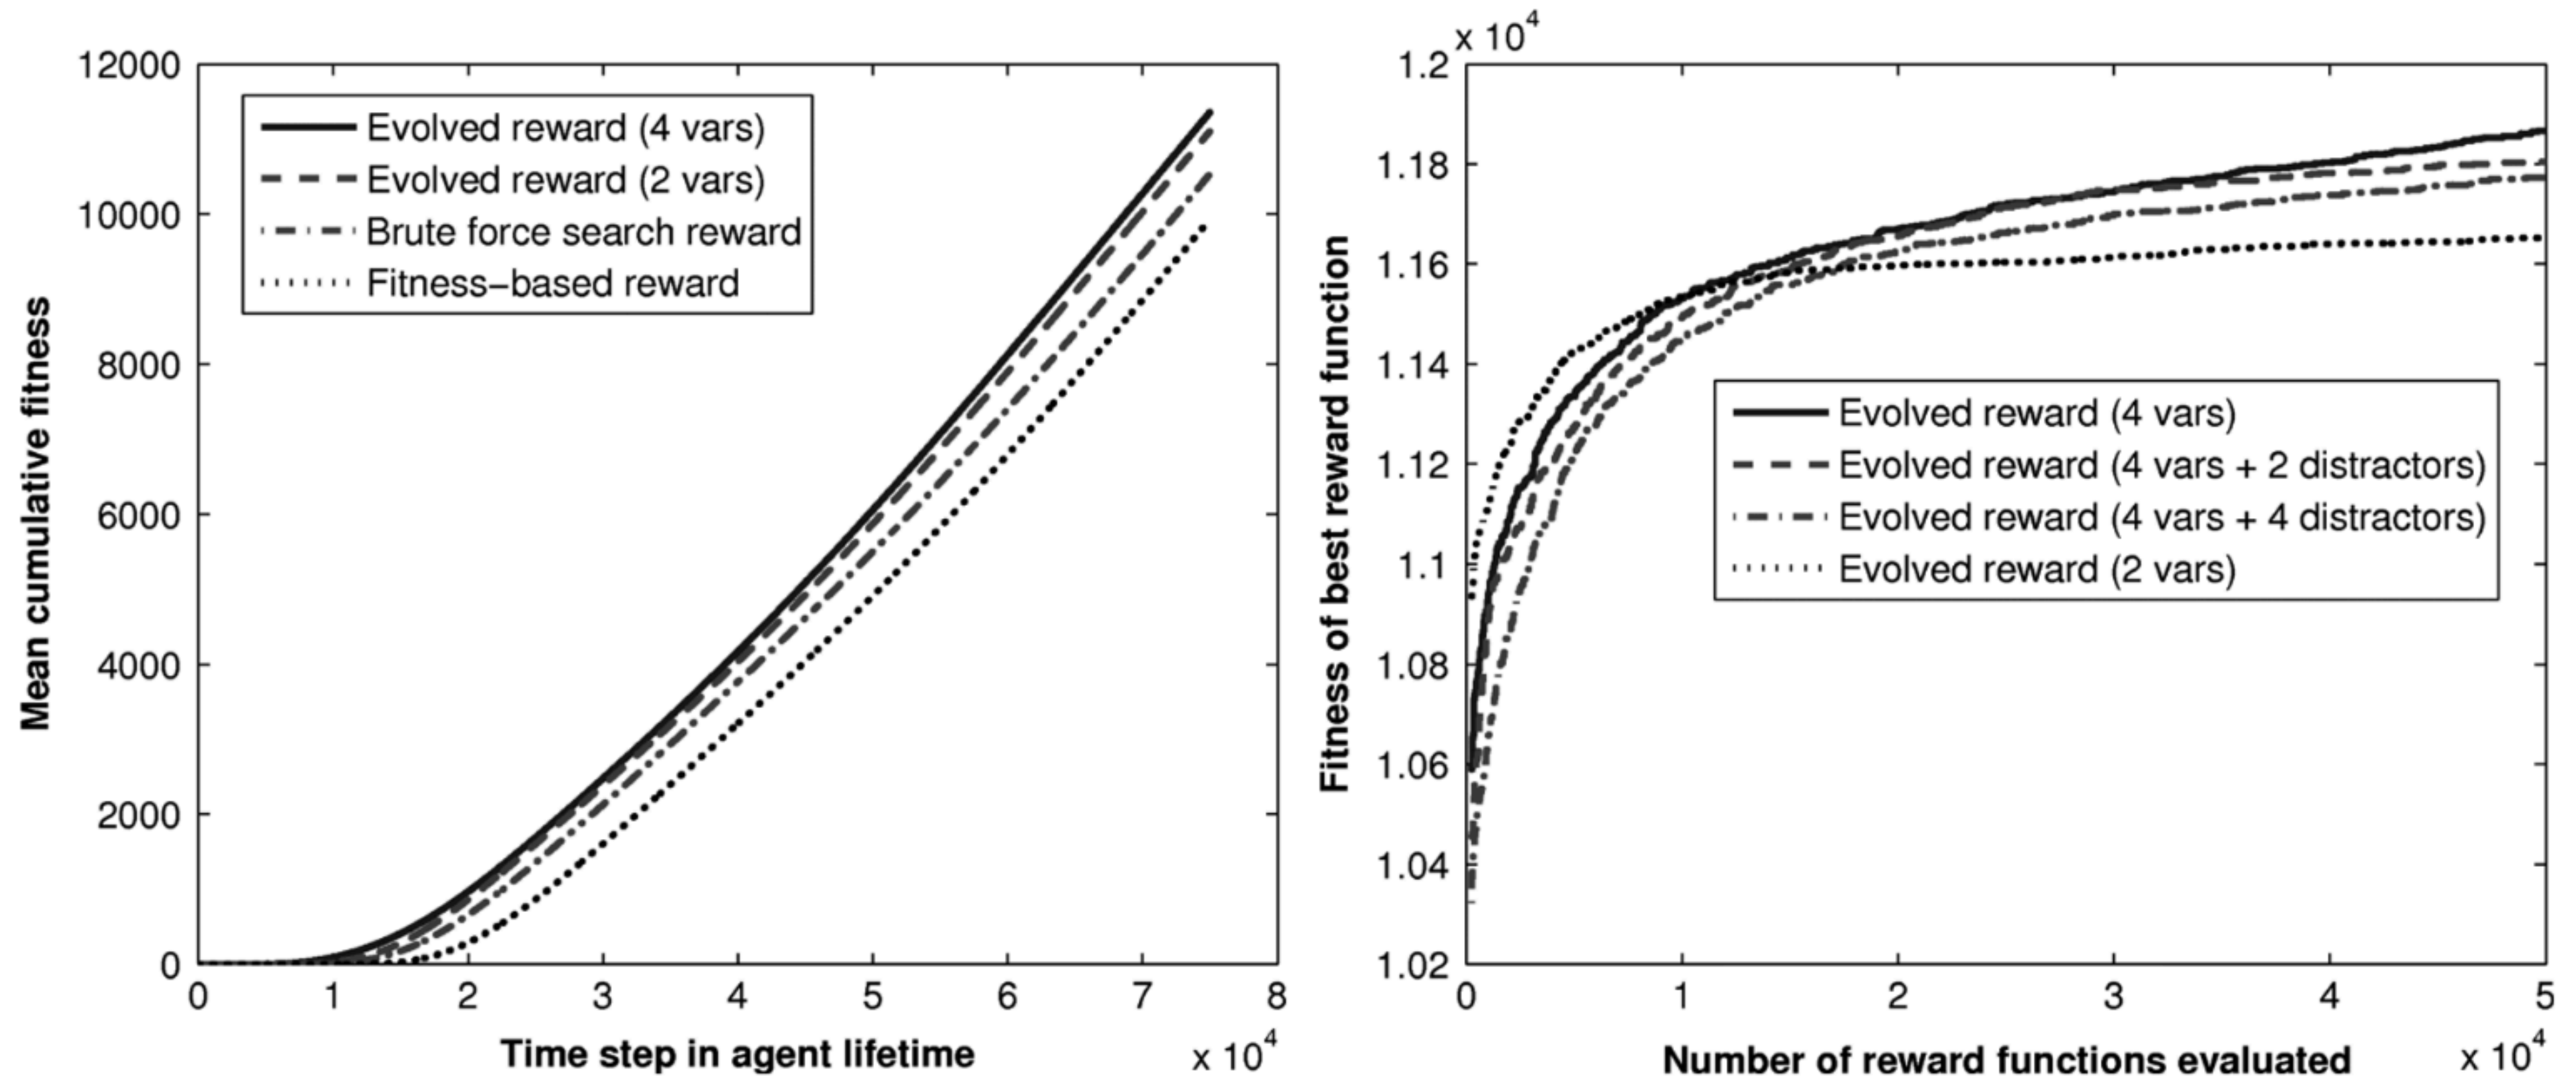 12000
10000
8000
6000
4000
2000
0
Mean cumulative fitness
Evolved reward (4 vars)
Evolved reward (2 vars)
Brute force search reward
Fitness−based reward
0 1 2 3 4 5 6 7 8
Time step in agent lifetime
x 10^4
x 10^4
1.2
1.18
1.16
1.14
1.12
1.1
1.08
1.06
1.04
1.02
Fitness of best reward function
Evolved reward (4 vars)
Evolved reward (4 vars + 2 distractors)
Evolved reward (4 vars + 4 distractors)
Evolved reward (2 vars)
0 1 2 3 4 5
Number of reward functions evaluated
x 10^4